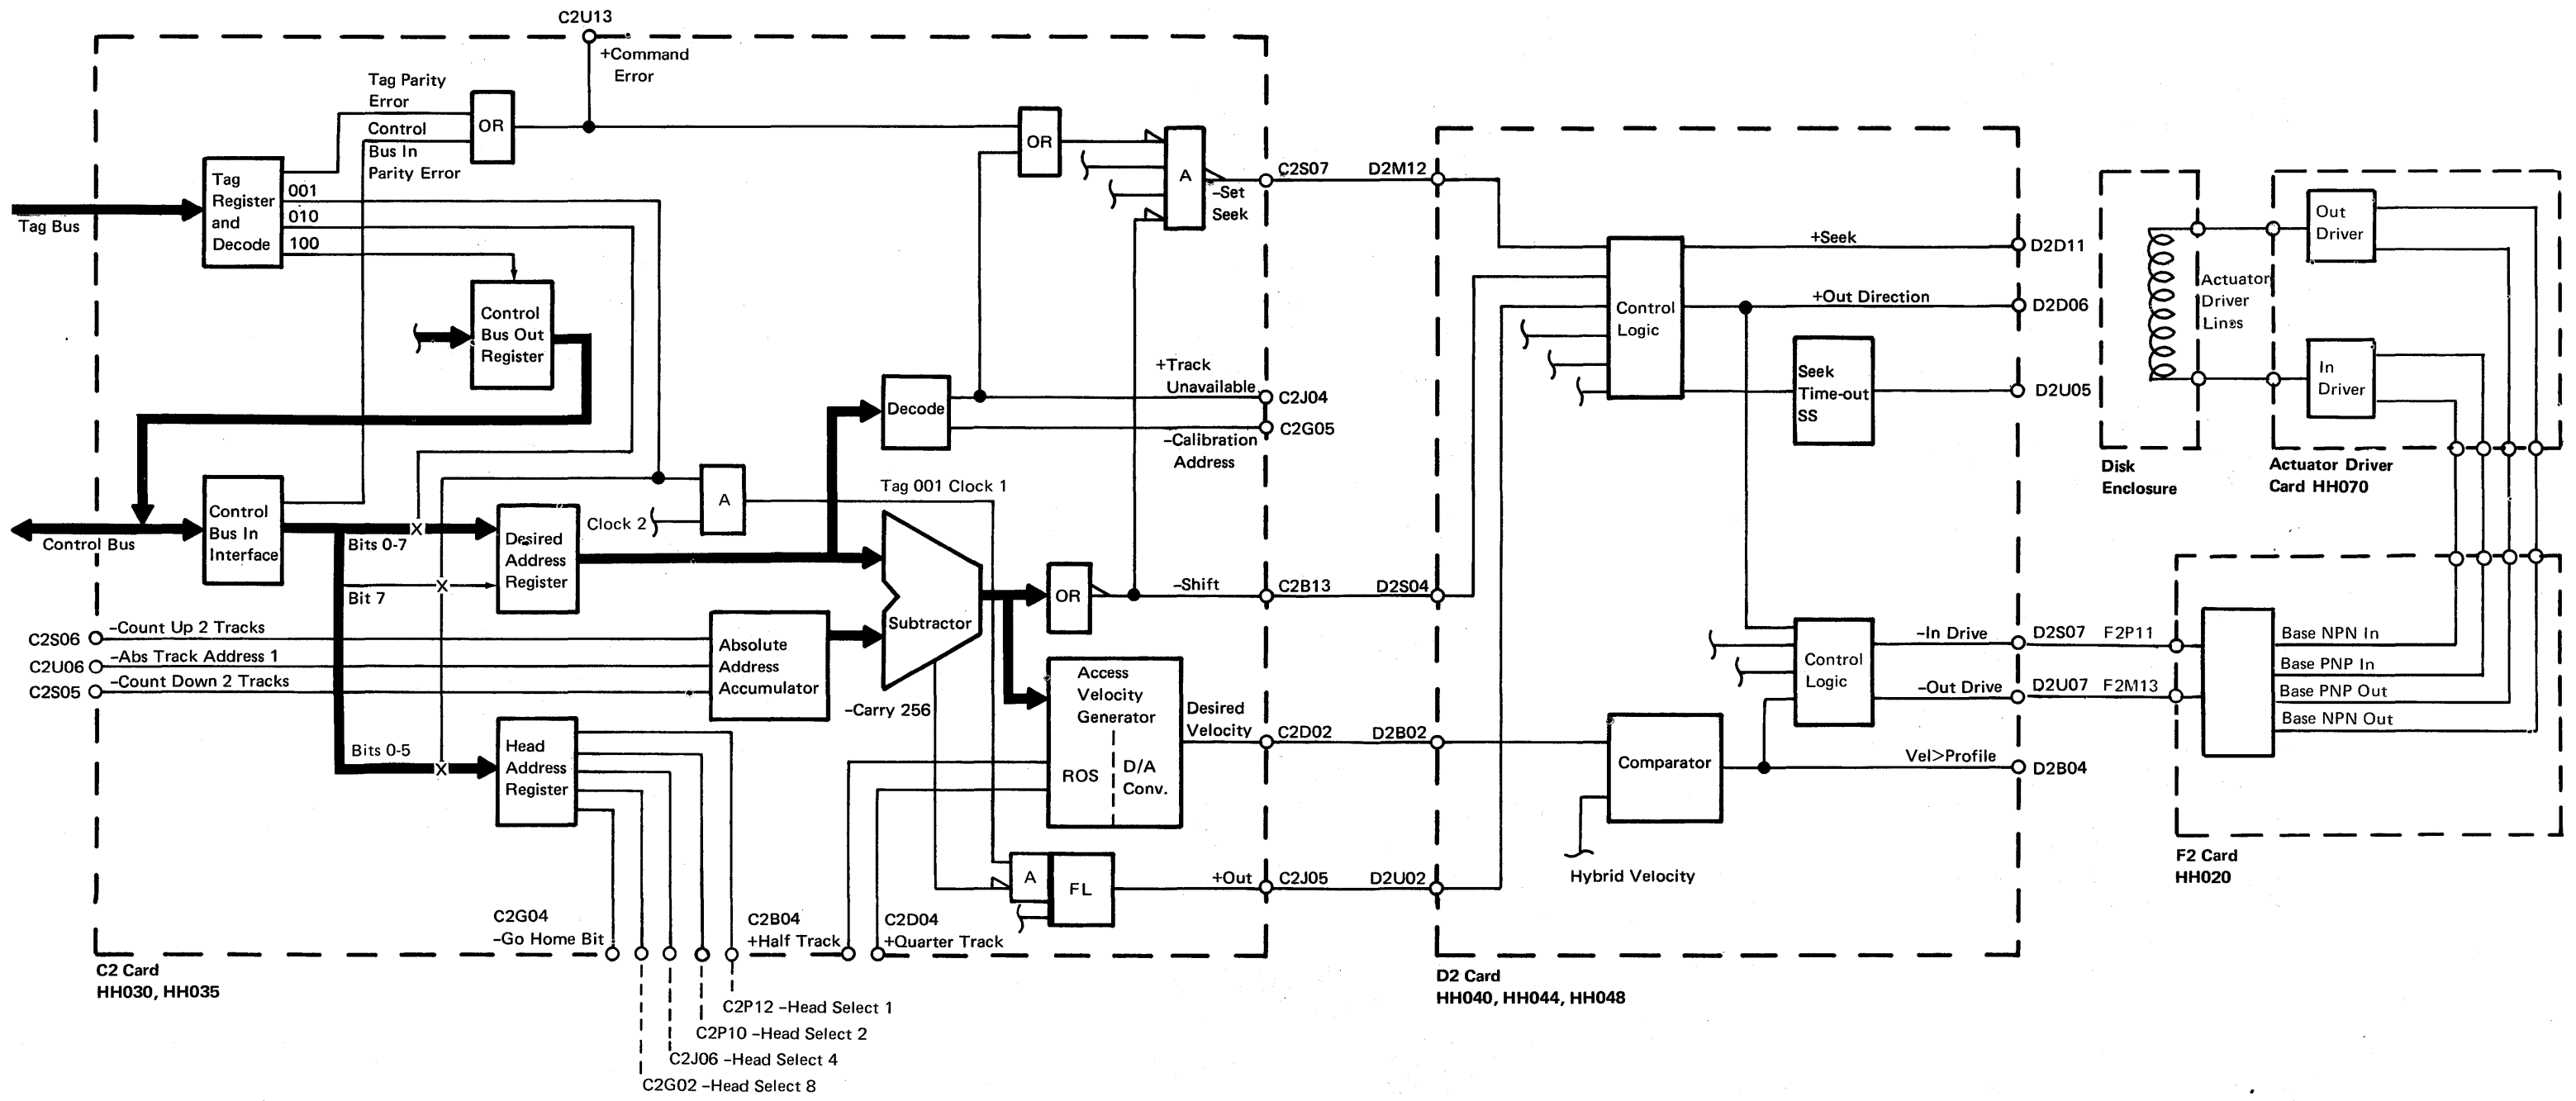 C2U13
+Command
Error
Tag Parity
Error
OR
Control
Bus In
Parity Error
Tag
Register
and
Decode
001
010
100
Tag Bus
OR
A
–Set
Seek
C2S07
D2M12
Control
Bus Out
Register
Decode
+Track
Unavailable
C2J04
C2G05
–Calibration
Address
Control
Bus In
Interface
Control Bus
Bits 0-7
X
Bit 7
X
Desired
Address
Register
Clock 2
A
Tag 001 Clock 1
Subtractor
–Carry 256
OR
–Shift
C2B13
D2S04
C2S06
–Count Up 2 Tracks
C2U06
–Abs Track Address 1
C2S05
–Count Down 2 Tracks
Absolute
Address
Accumulator
Bits 0-5
X
Head
Address
Register
Access
Velocity
Generator
ROS
D/A
Conv.
Desired
Velocity
C2D02
D2B02
A
FL
+Out
C2J05
D2U02
C2G04
–Go Home Bit
C2B04
+Half Track
C2D04
+Quarter Track
C2 Card
HH030, HH035
C2P12 –Head Select 1
C2P10 –Head Select 2
C2J06 –Head Select 4
C2G02 –Head Select 8
Control
Logic
+Seek
D2D11
+Out Direction
D2D06
Seek
Time-out
SS
D2U05
Control
Logic
–In Drive
D2S07
F2P11
–Out Drive
D2U07
F2M13
Comparator
Vel>Profile
D2B04
Hybrid Velocity
D2 Card
HH040, HH044, HH048
Actuator
Driver
Lines
Disk
Enclosure
Out
Driver
In
Driver
Actuator Driver
Card HH070
Base NPN In
Base PNP In
Base PNP Out
Base NPN Out
F2 Card
HH020